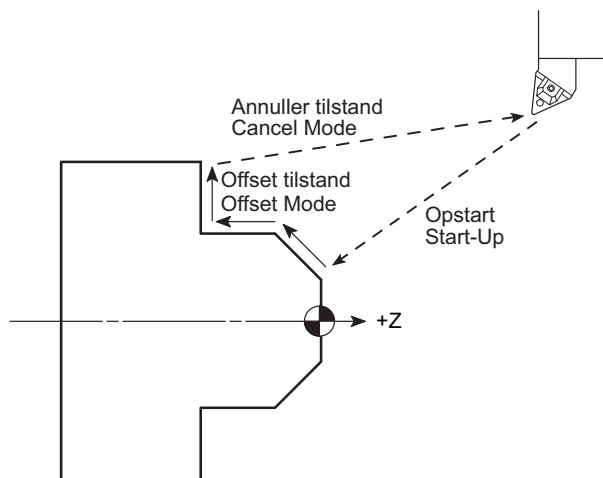 Annuller tilstand
Cancel Mode
Offset tilstand
Offset Mode
Opstart
Start-Up
+Z